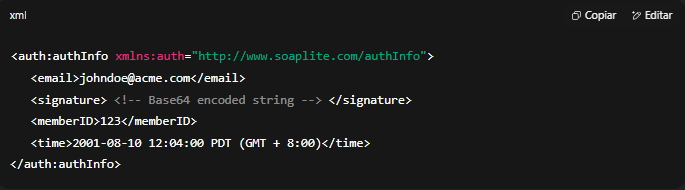 xml
Copiar
Editar
<auth:authInfo xmlns:auth="http://www.soaplite.com/authInfo">
<email>johndoe@acme.com</email>
<signature> <!-- Base64 encoded string --> </signature>
<memberID>123</memberID>
<time>2001-08-10 12:04:00 PDT (GMT + 8:00)</time>
</auth:authInfo>